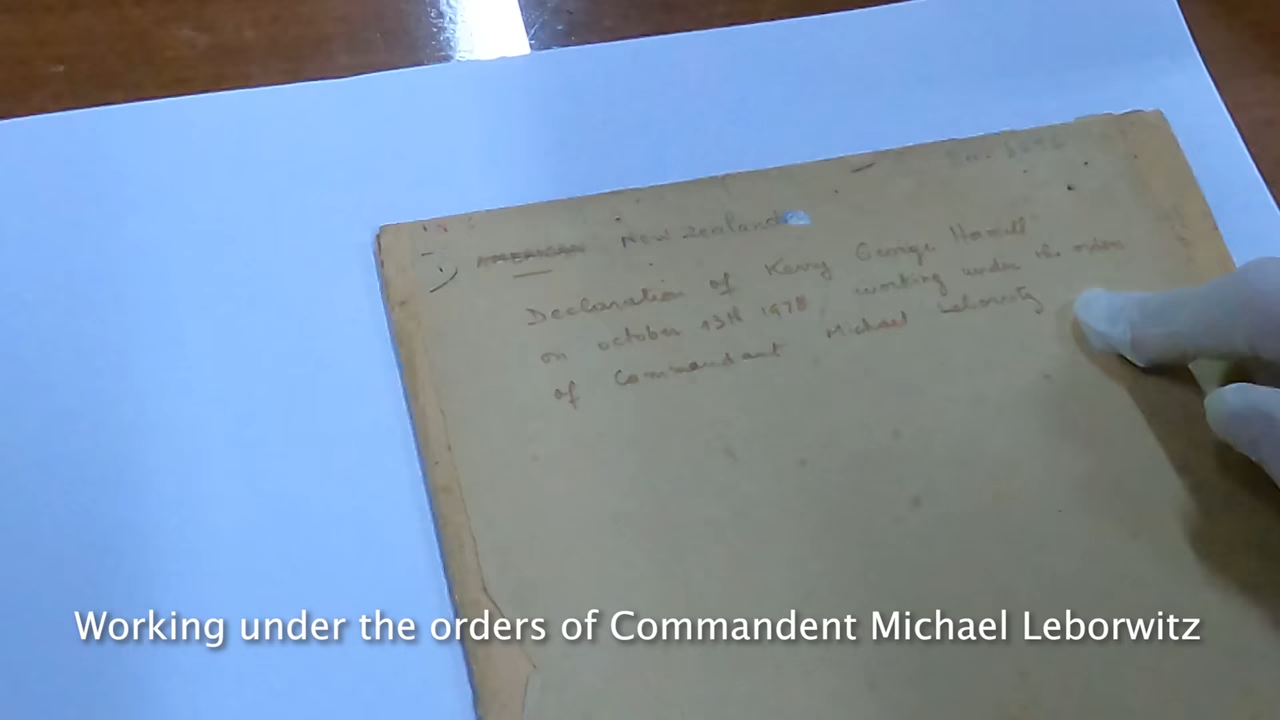 AMERICAN New Zealand
Declaration of Kerry George Hamill
on october 13th 1978, working under the orders
of Commandant Michael Leborwitz
Working under the orders of Commandent Michael Leborwitz